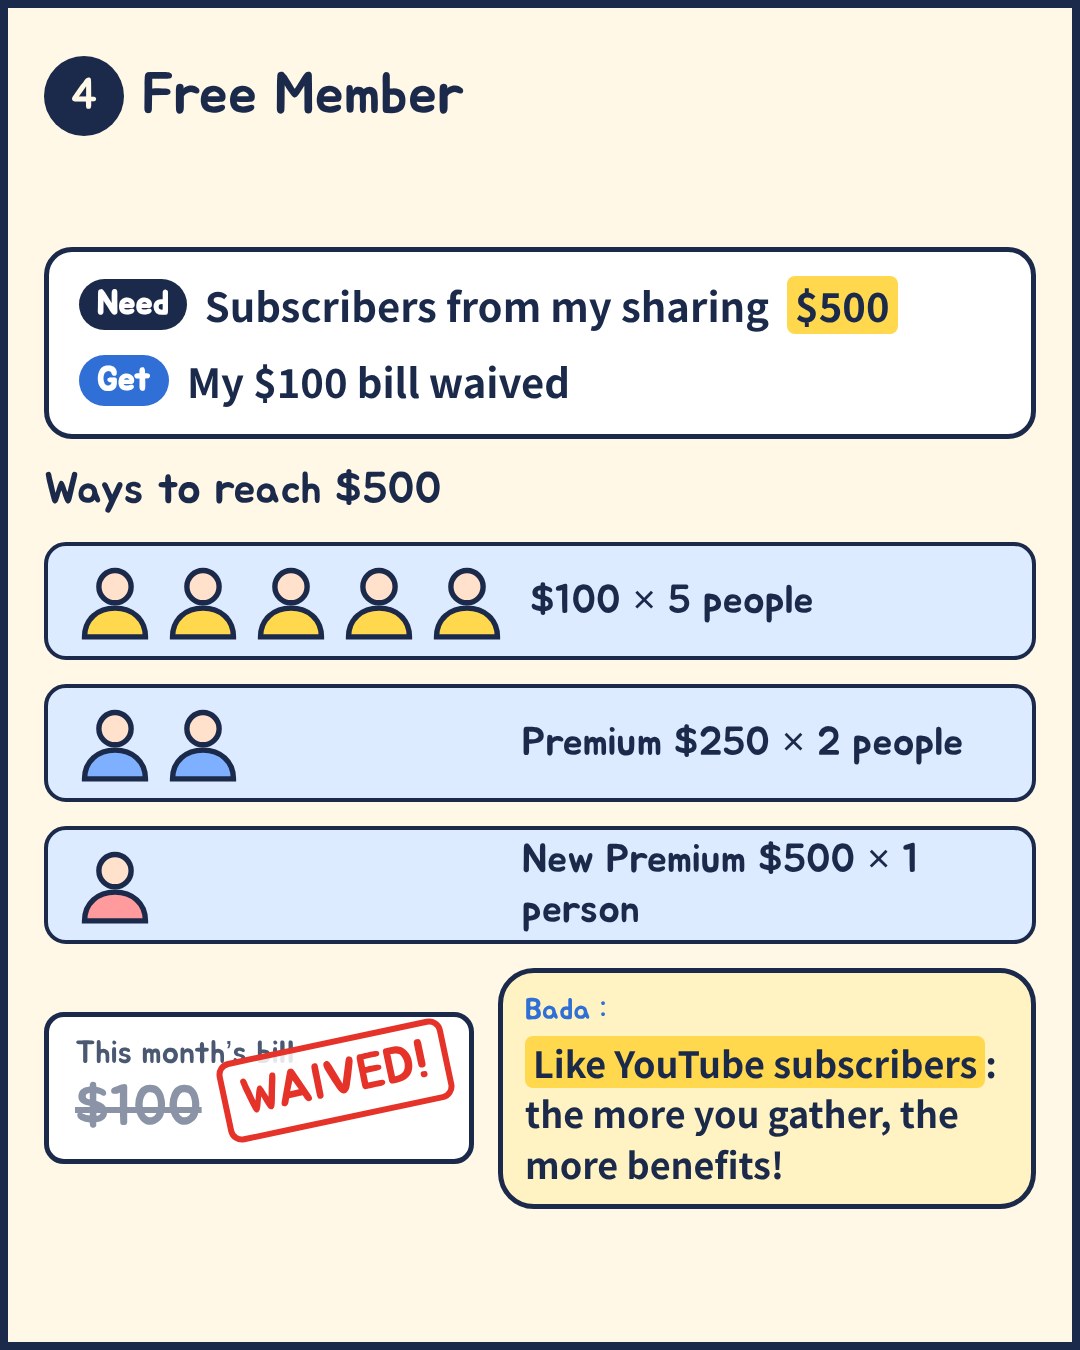 4 Free Member
Need Subscribers from my sharing $500
Get My $100 bill waived
Ways to reach $500
$100 × 5 people
Premium $250 × 2 people
New Premium $500 × 1
person
This month's bill
$100
WAIVED!
Bada :
Like YouTube subscribers:
the more you gather, the
more benefits!